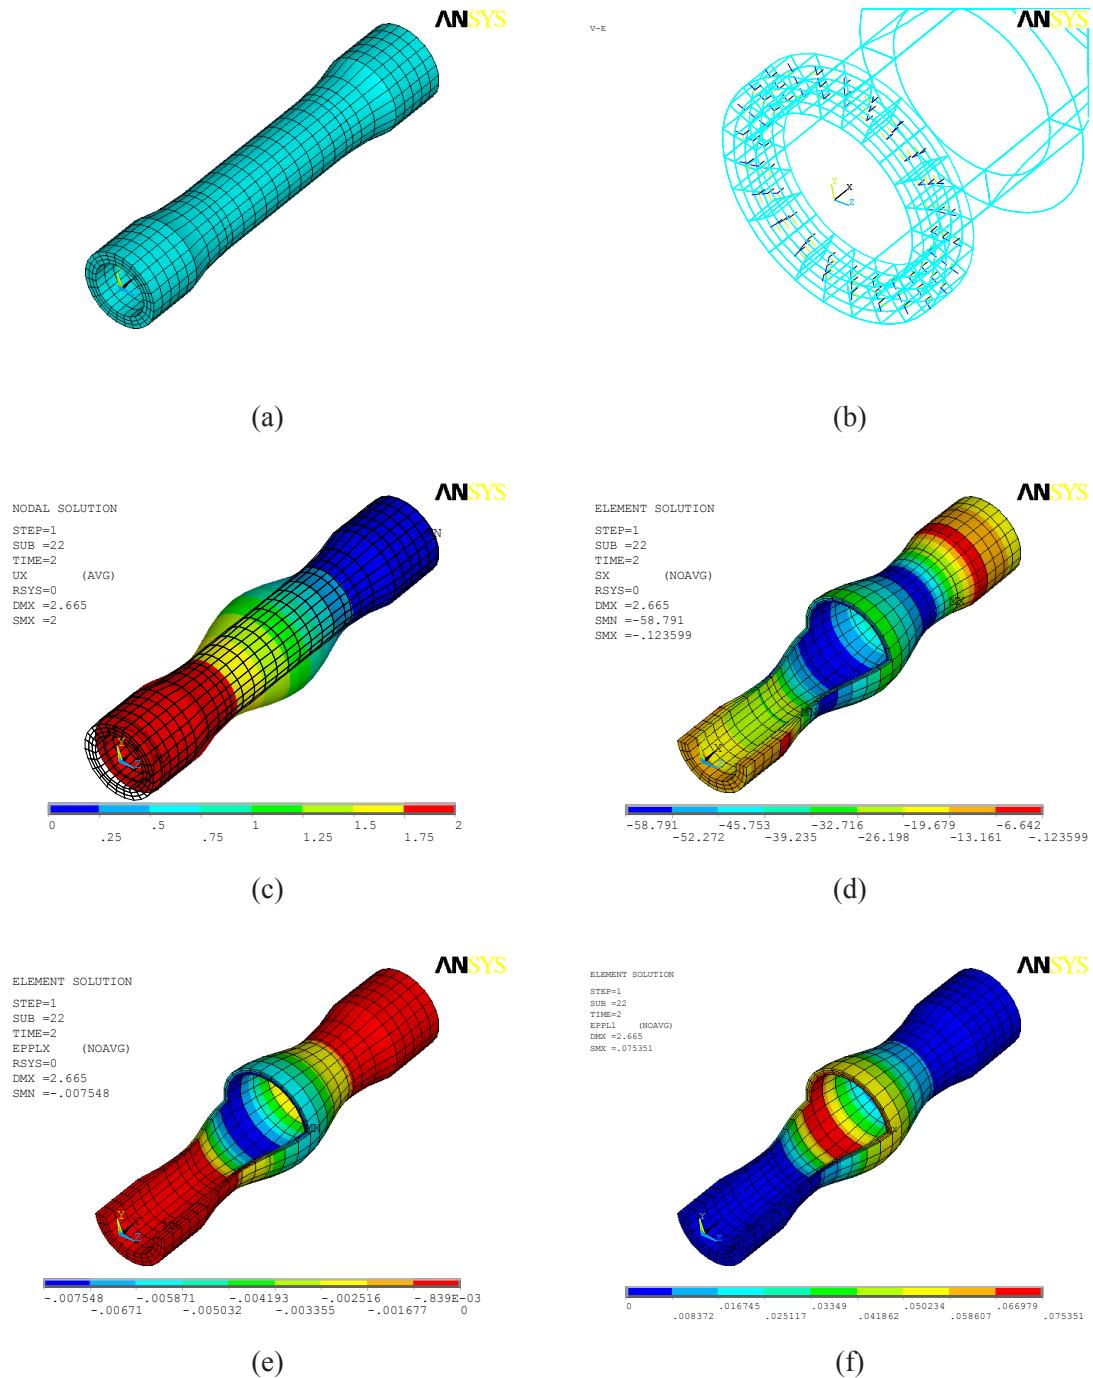 ANSYS
(a)
V-E
ANSYS
Y
X
Z
(b)
ANSYS
NODAL SOLUTION
STEP=1
SUB =22
TIME=2
UX (AVG)
RSYS=0
DMX =2.665
SMX =2
Y
Z
0 .5 1 1.5 2
.25 .75 1.25 1.75
(c)
ANSYS
ELEMENT SOLUTION
STEP=1
SUB =22
TIME=2
SX (NOAVG)
RSYS=0
DMX =2.665
SMN =-58.791
SMX =-.123599
MX
Y
X
Z
-58.791 -45.753 -32.716 -19.679 -6.642
-52.272 -39.235 -26.198 -13.161 -.123599
(d)
ANSYS
ELEMENT SOLUTION
STEP=1
SUB =22
TIME=2
EPPLX (NOAVG)
RSYS=0
DMX =2.665
SMN =-.007548
MN
Y
Z
-.007548 -.005871 -.004193 -.002516 -.839E-03
-.00671 -.005032 -.003355 -.001677 0
(e)
ANSYS
ELEMENT SOLUTION
STEP=1
SUB =22
TIME=2
EPPL1 (NOAVG)
DMX =2.665
SMX =.075351
Y
Z
0 .016745 .03349 .050234 .066979
.008372 .025117 .041862 .058607 .075351
(f)